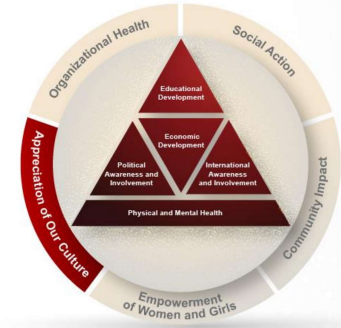 Organizational Health
Social Action
Educational
Development
Economic
Development
Political
Awareness and
Involvement
International
Awareness
and Involvement
Physical and Mental Health
Appreciation of Our Culture
Community Impact
Empowerment
of Women and Girls